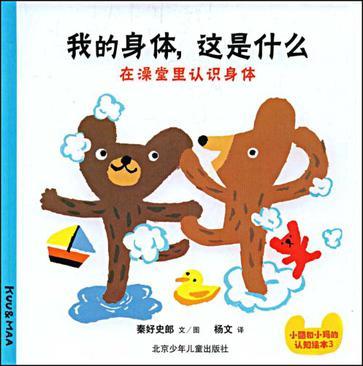 我的身体，这是什么
在澡堂里认识身体
KUU&MAA
秦好史郎 文/图 杨文 译
小酷和小玛的
认知绘本3
北京少年儿童出版社